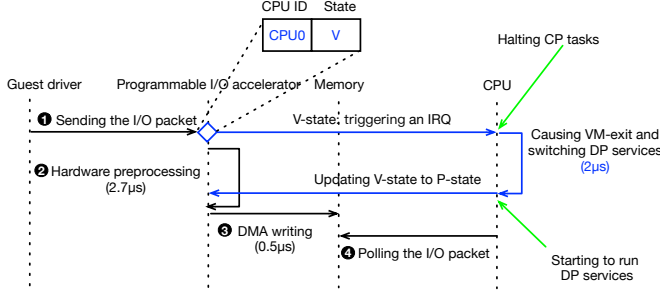 CPU ID State
CPU0 V
Halting CP tasks
Guest driver Programmable I/O accelerator Memory CPU
❶ Sending the I/O packet
V-state: triggering an IRQ
Causing VM-exit and
switching DP services
(2μs)
❷ Hardware preprocessing
(2.7μs)
Updating V-state to P-state
❸ DMA writing
(0.5μs)
❹ Polling the I/O packet
Starting to run
DP services